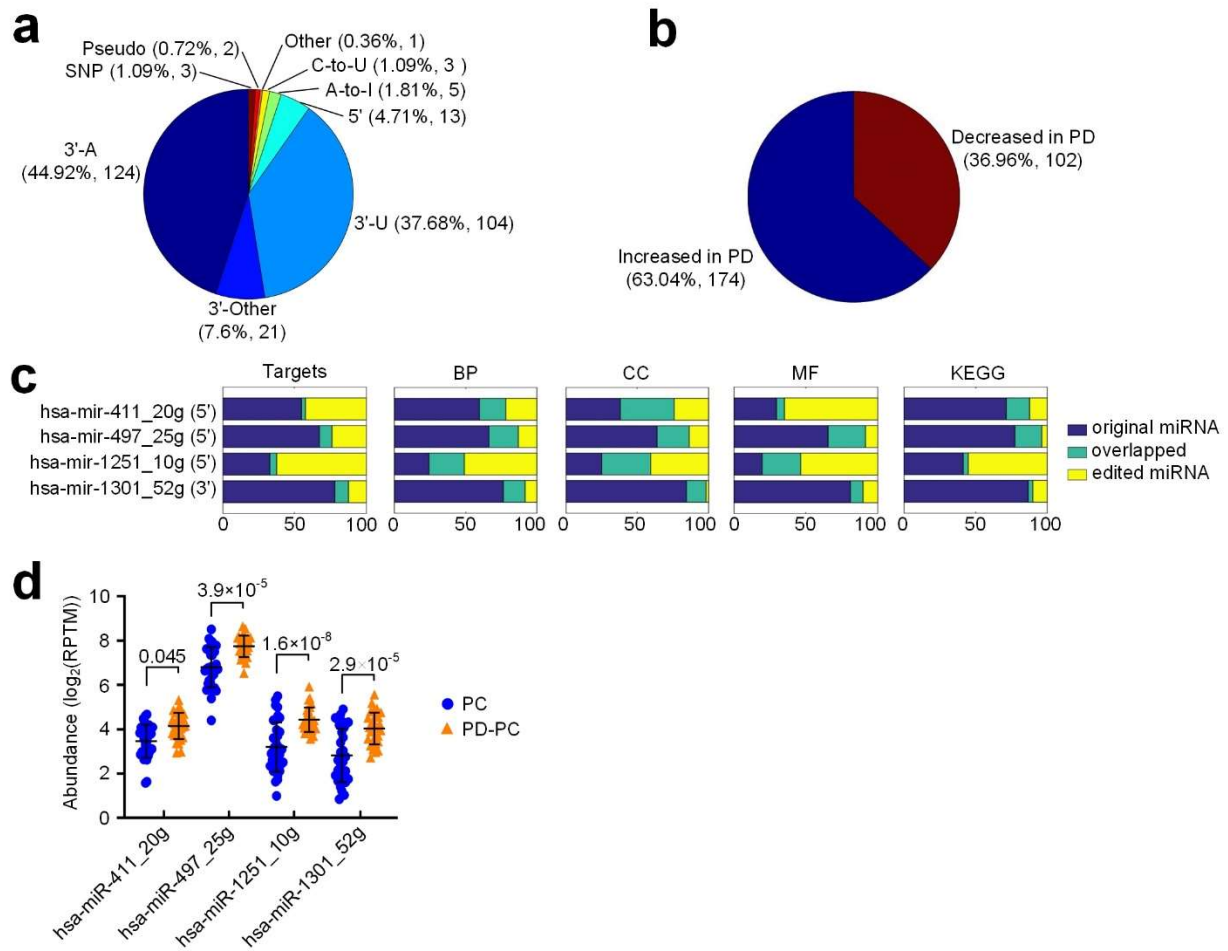 a
Pseudo (0.72%, 2)
SNP (1.09%, 3)
Other (0.36%, 1)
C-to-U (1.09%, 3 )
A-to-I (1.81%, 5)
5' (4.71%, 13)
3'-A
(44.92%, 124)
3'-U (37.68%, 104)
3'-Other
(7.6%, 21)
b
Decreased in PD
(36.96%, 102)
Increased in PD
(63.04%, 174)
c
Targets BP CC MF KEGG
hsa-mir-411_20g (5')
hsa-mir-497_25g (5')
hsa-mir-1251_10g (5')
hsa-mir-1301_52g (3')
0 50 100 0 50 100 0 50 100 0 50 100 0 50 100
original miRNA
overlapped
edited miRNA
d
Abundance (log₂(RPTM))
10
8
6
4
2
0
0.045
3.9×10⁻⁵
1.6×10⁻⁸
2.9×10⁻⁵
PC
PD-PC
hsa-miR-411_20g
hsa-miR-497_25g
hsa-miR-1251_10g
hsa-miR-1301_52g